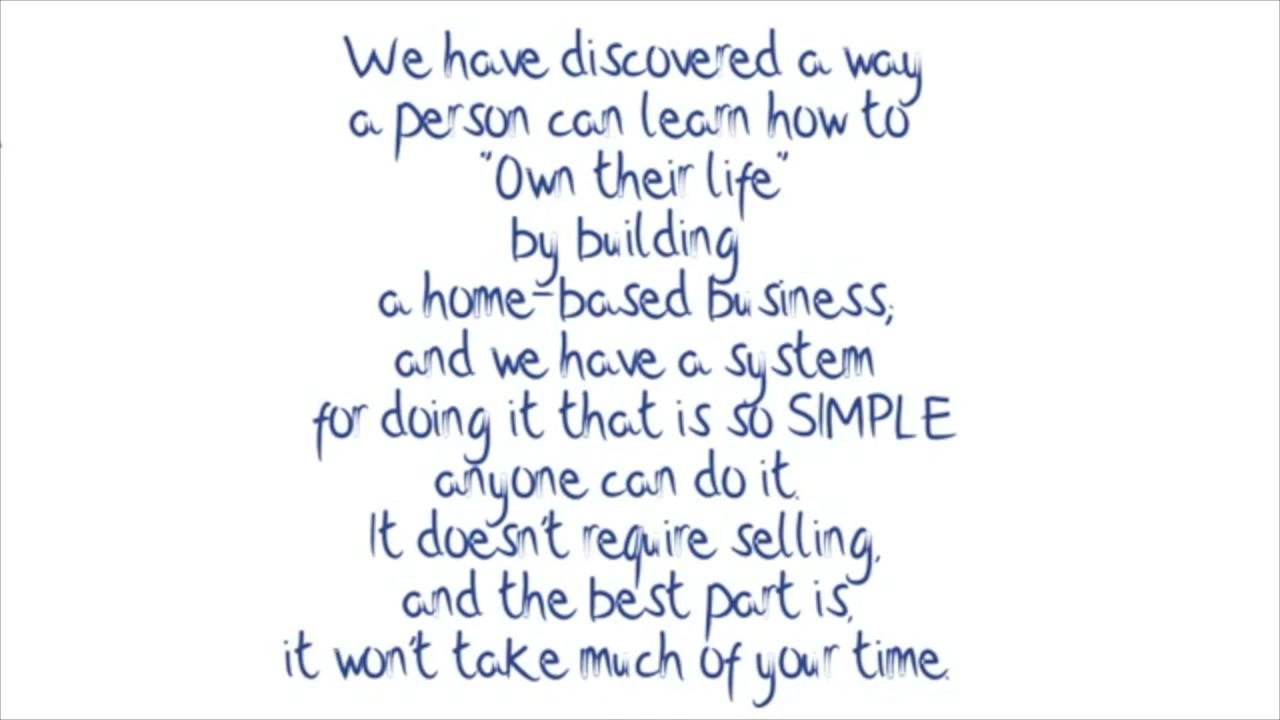 We have discovered a way
a person can learn how to
"Own their life"
by building
a home-based business;
and we have a system
for doing it that is so SIMPLE
anyone can do it.
It doesn't require selling,
and the best part is,
it won't take much of your time.